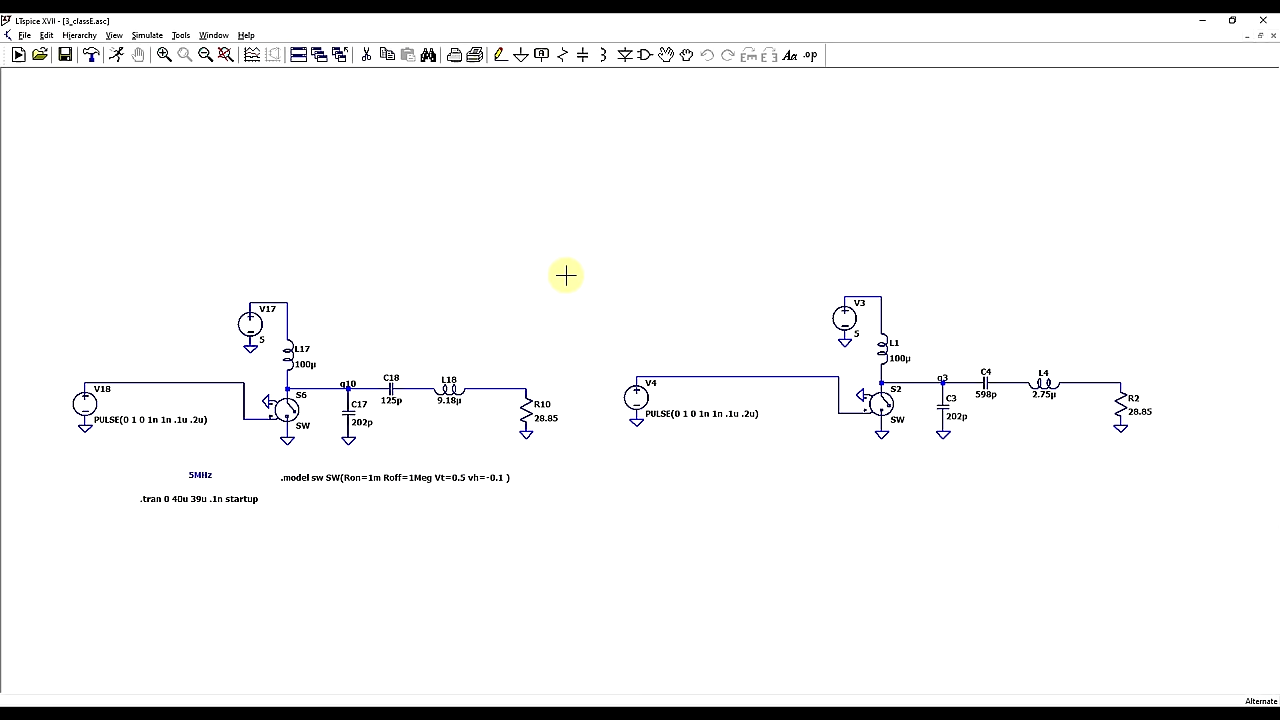 LTspice XVII - [3_classE.asc]
File Edit Hierarchy View Simulate Tools Window Help
Aa .op
V17
5
L17
100µ
V18
PULSE(0 1 0 1n 1n .1u .2u)
S6
SW
q10
C17
202p
C18
125p
L18
9.18µ
R10
28.85
V3
5
L1
100µ
V4
PULSE(0 1 0 1n 1n .1u .2u)
S2
SW
q3
C3
202p
C4
598p
L4
2.75µ
R2
28.85
5MHz
.model sw SW(Ron=1m Roff=1Meg Vt=0.5 vh=-0.1 )
.tran 0 40u 39u .1n startup
Alternate